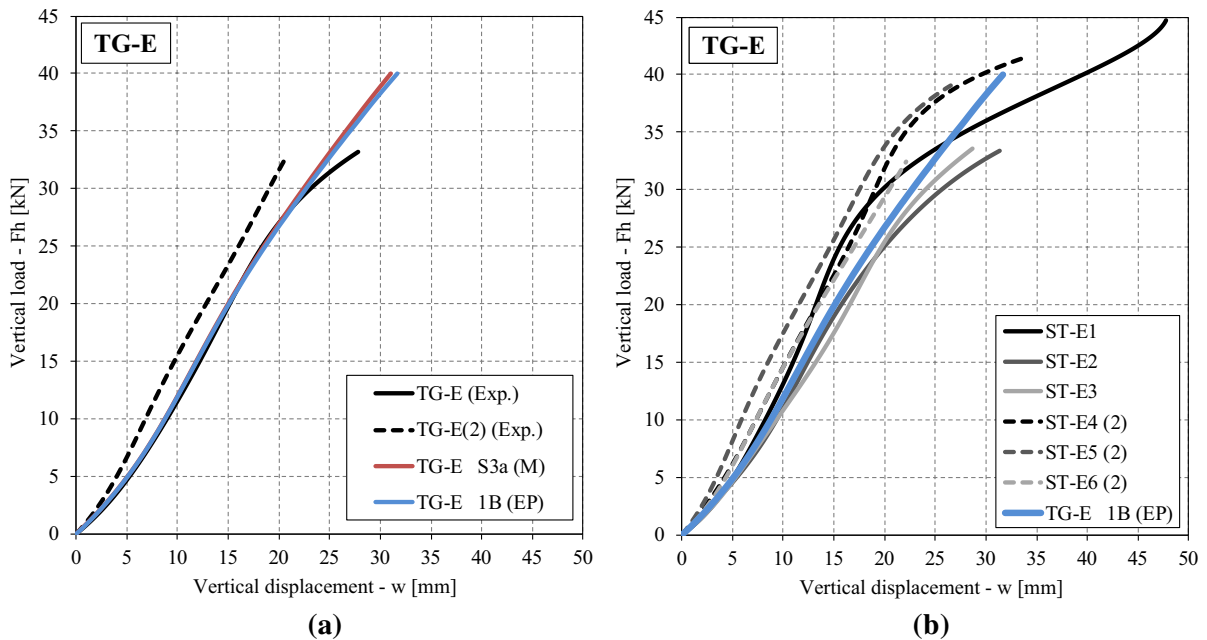 TG-E
45
40
35
30
25
20
15
10
5
0
Vertical load - Fh [kN]
TG-E (Exp.)
TG-E(2) (Exp.)
TG-E S3a (M)
TG-E 1B (EP)
0 5 10 15 20 25 30 35 40 45 50
Vertical displacement - w [mm]
(a)
TG-E
45
40
35
30
25
20
15
10
5
0
Vertical load - Fh [kN]
ST-E1
ST-E2
ST-E3
ST-E4 (2)
ST-E5 (2)
ST-E6 (2)
TG-E 1B (EP)
0 5 10 15 20 25 30 35 40 45 50
Vertical displacement - w [mm]
(b)